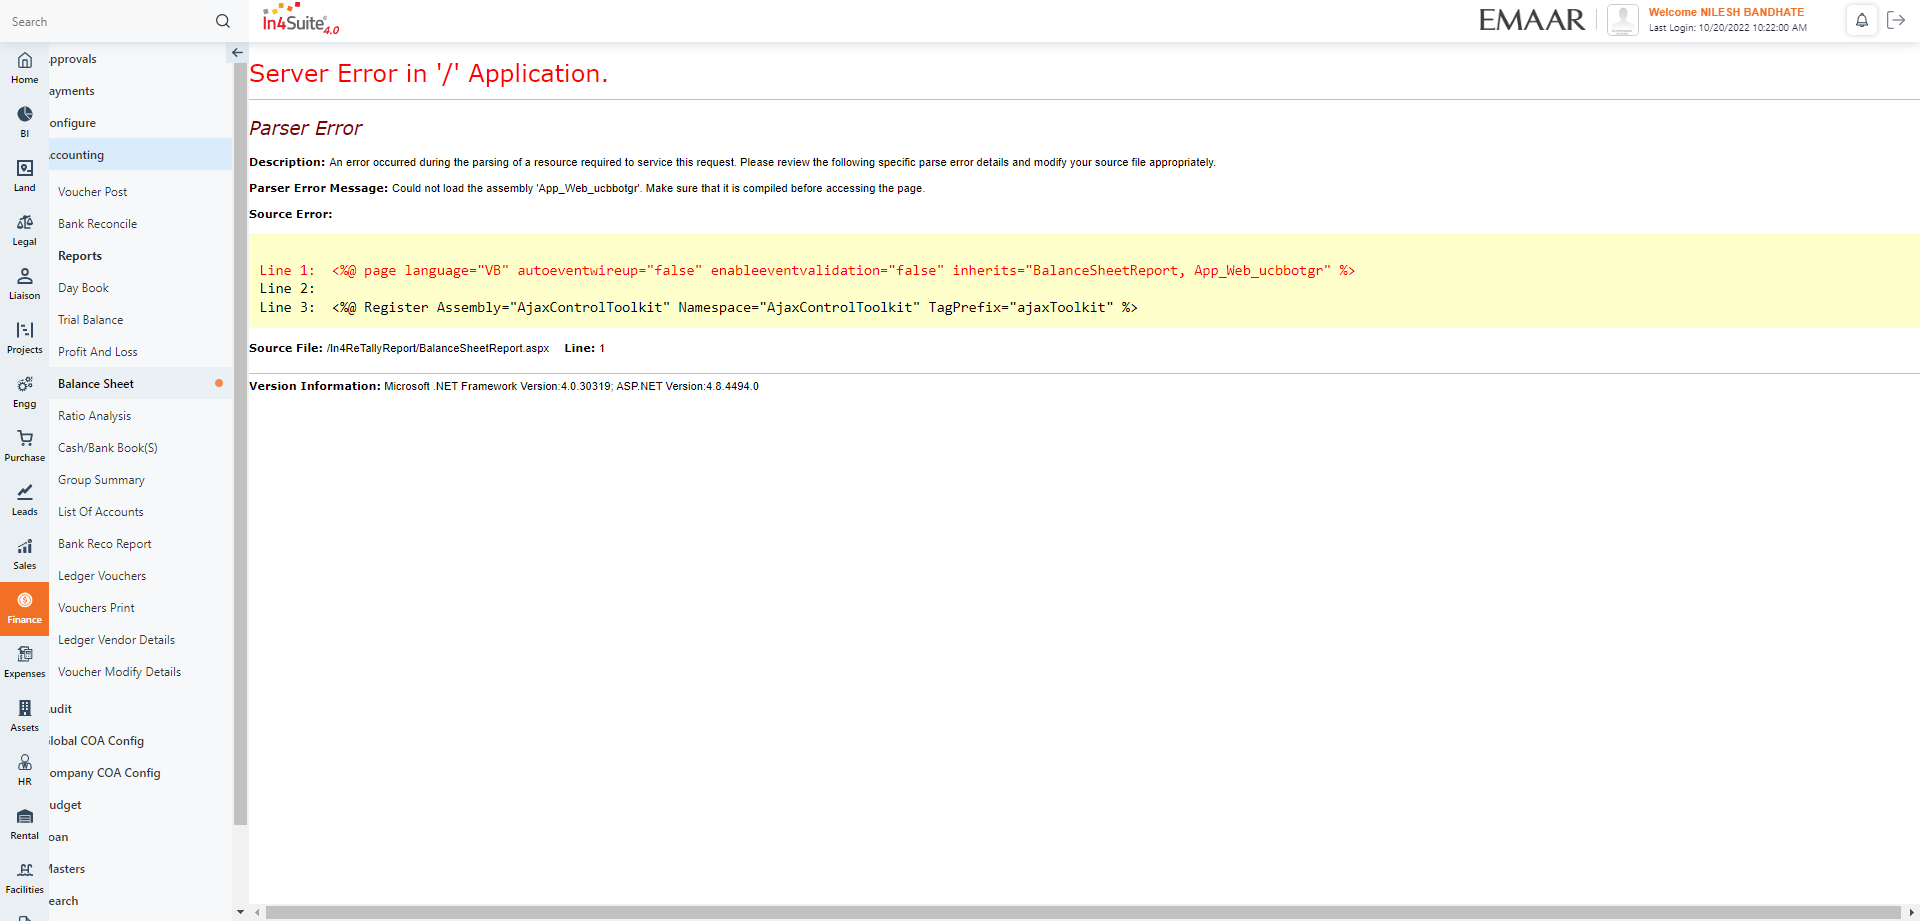 Search
In4Suite 4.0
EMAAR
Welcome NILESH BANDHATE
Last Login: 10/20/2022 10:22:00 AM
Home
BI
Land
Legal
Liaison
Projects
Engg
Purchase
Leads
Sales
Finance
Expenses
Assets
HR
Rental
Facilities
pprovals
ayments
onfigure
ccounting
Voucher Post
Bank Reconcile
Reports
Day Book
Trial Balance
Profit And Loss
Balance Sheet
Ratio Analysis
Cash/Bank Book(S)
Group Summary
List Of Accounts
Bank Reco Report
Ledger Vouchers
Vouchers Print
Ledger Vendor Details
Voucher Modify Details
udit
lobal COA Config
ompany COA Config
udget
oan
Masters
earch
Server Error in '/' Application.
Parser Error
Description: An error occurred during the parsing of a resource required to service this request. Please review the following specific parse error details and modify your source file appropriately.
Parser Error Message: Could not load the assembly 'App_Web_ucbbotgr'. Make sure that it is compiled before accessing the page.
Source Error:
Line 1:  <%@ page language="VB" autoeventwireup="false" enableeventvalidation="false" inherits="BalanceSheetReport, App_Web_ucbbotgr" %>
Line 2:
Line 3:  <%@ Register Assembly="AjaxControlToolkit" Namespace="AjaxControlToolkit" TagPrefix="ajaxToolkit" %>
Source File: /In4ReTallyReport/BalanceSheetReport.aspx    Line: 1
Version Information: Microsoft .NET Framework Version:4.0.30319; ASP.NET Version:4.8.4494.0